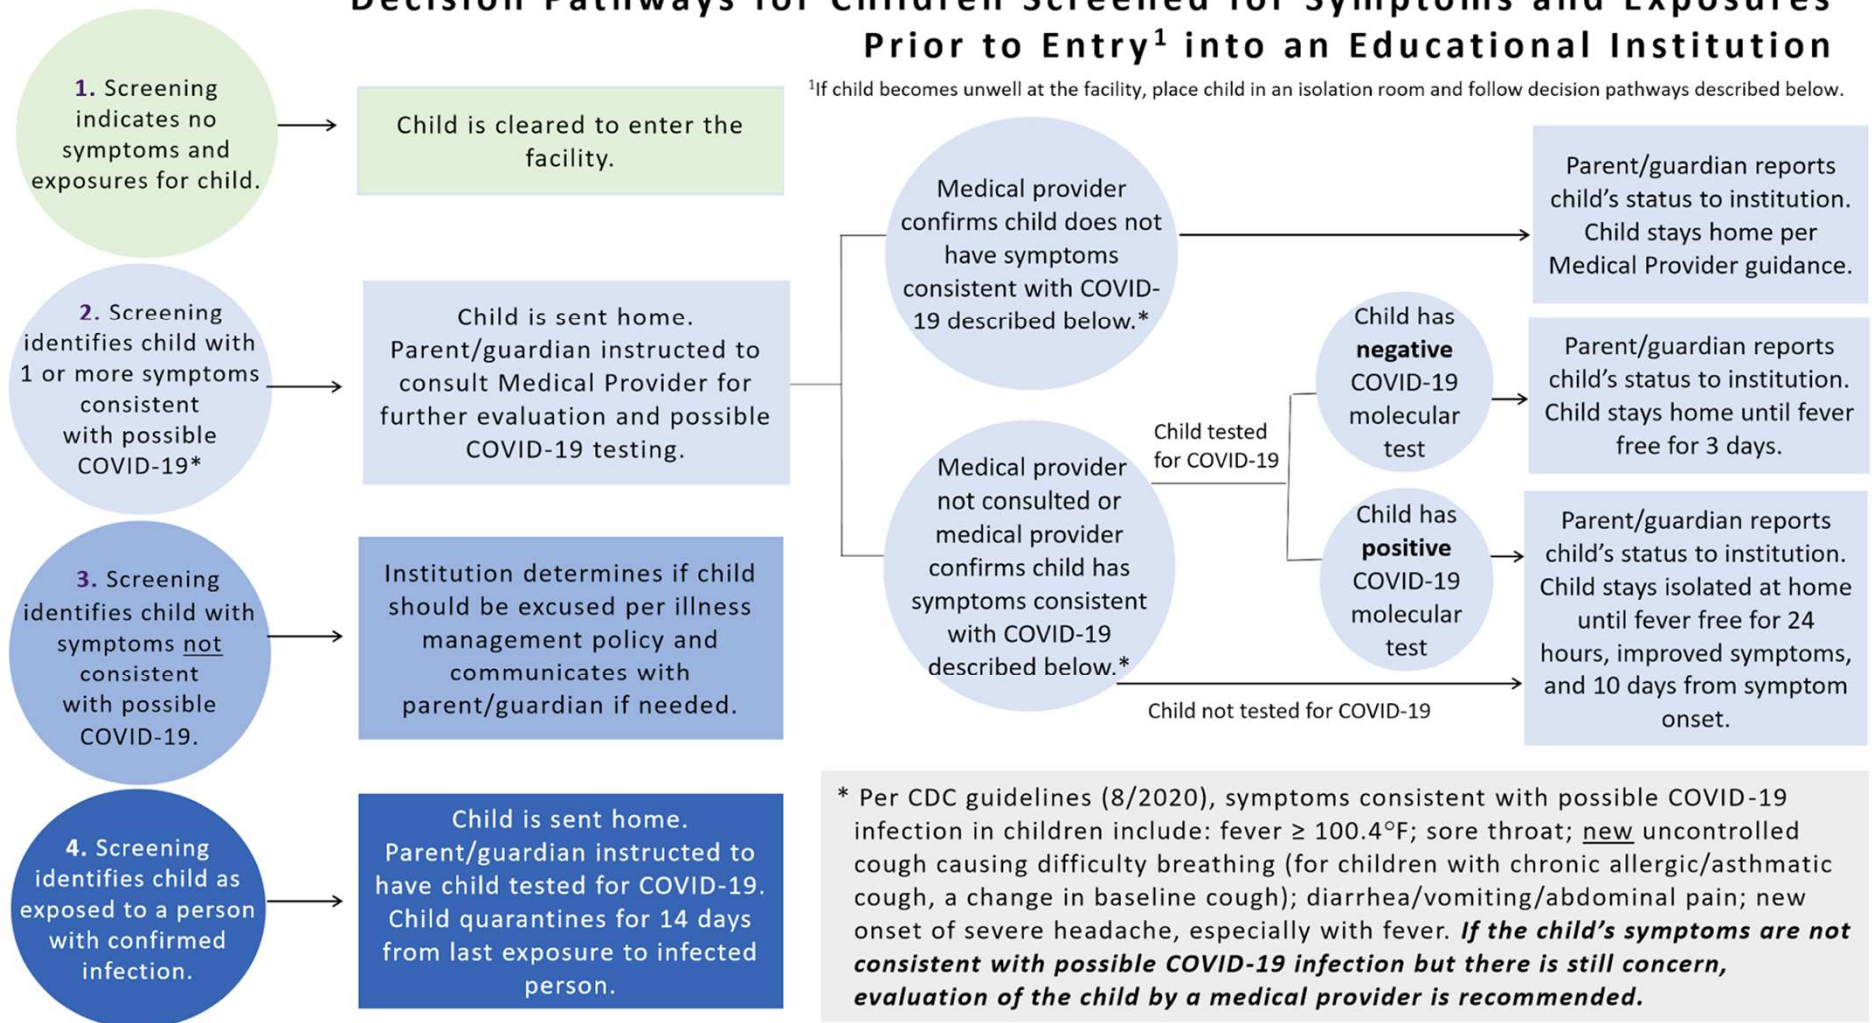 Decision Pathways for Children Screened for Symptoms and Exposures
Prior to Entry¹ into an Educational Institution
¹If child becomes unwell at the facility, place child in an isolation room and follow decision pathways described below.
1. Screening
indicates no
symptoms and
exposures for child.
Child is cleared to enter the
facility.
2. Screening
identifies child with
1 or more symptoms
consistent
with possible
COVID-19*
Child is sent home.
Parent/guardian instructed to
consult Medical Provider for
further evaluation and possible
COVID-19 testing.
Medical provider
confirms child does not
have symptoms
consistent with COVID-
19 described below.*
Parent/guardian reports
child's status to institution.
Child stays home per
Medical Provider guidance.
Medical provider
not consulted or
medical provider
confirms child has
symptoms consistent
with COVID-19
described below.*
Child tested
for COVID-19
Child has
negative
COVID-19
molecular
test
Parent/guardian reports
child's status to institution.
Child stays home until fever
free for 3 days.
Child has
positive
COVID-19
molecular
test
Parent/guardian reports
child's status to institution.
Child stays isolated at home
until fever free for 24
hours, improved symptoms,
and 10 days from symptom
onset.
Child not tested for COVID-19
3. Screening
identifies child with
symptoms not
consistent
with possible
COVID-19.
Institution determines if child
should be excused per illness
management policy and
communicates with
parent/guardian if needed.
4. Screening
identifies child as
exposed to a person
with confirmed
infection.
Child is sent home.
Parent/guardian instructed to
have child tested for COVID-19.
Child quarantines for 14 days
from last exposure to infected
person.
* Per CDC guidelines (8/2020), symptoms consistent with possible COVID-19
infection in children include: fever ≥ 100.4°F; sore throat; new uncontrolled
cough causing difficulty breathing (for children with chronic allergic/asthmatic
cough, a change in baseline cough); diarrhea/vomiting/abdominal pain; new
onset of severe headache, especially with fever. If the child's symptoms are not
consistent with possible COVID-19 infection but there is still concern,
evaluation of the child by a medical provider is recommended.